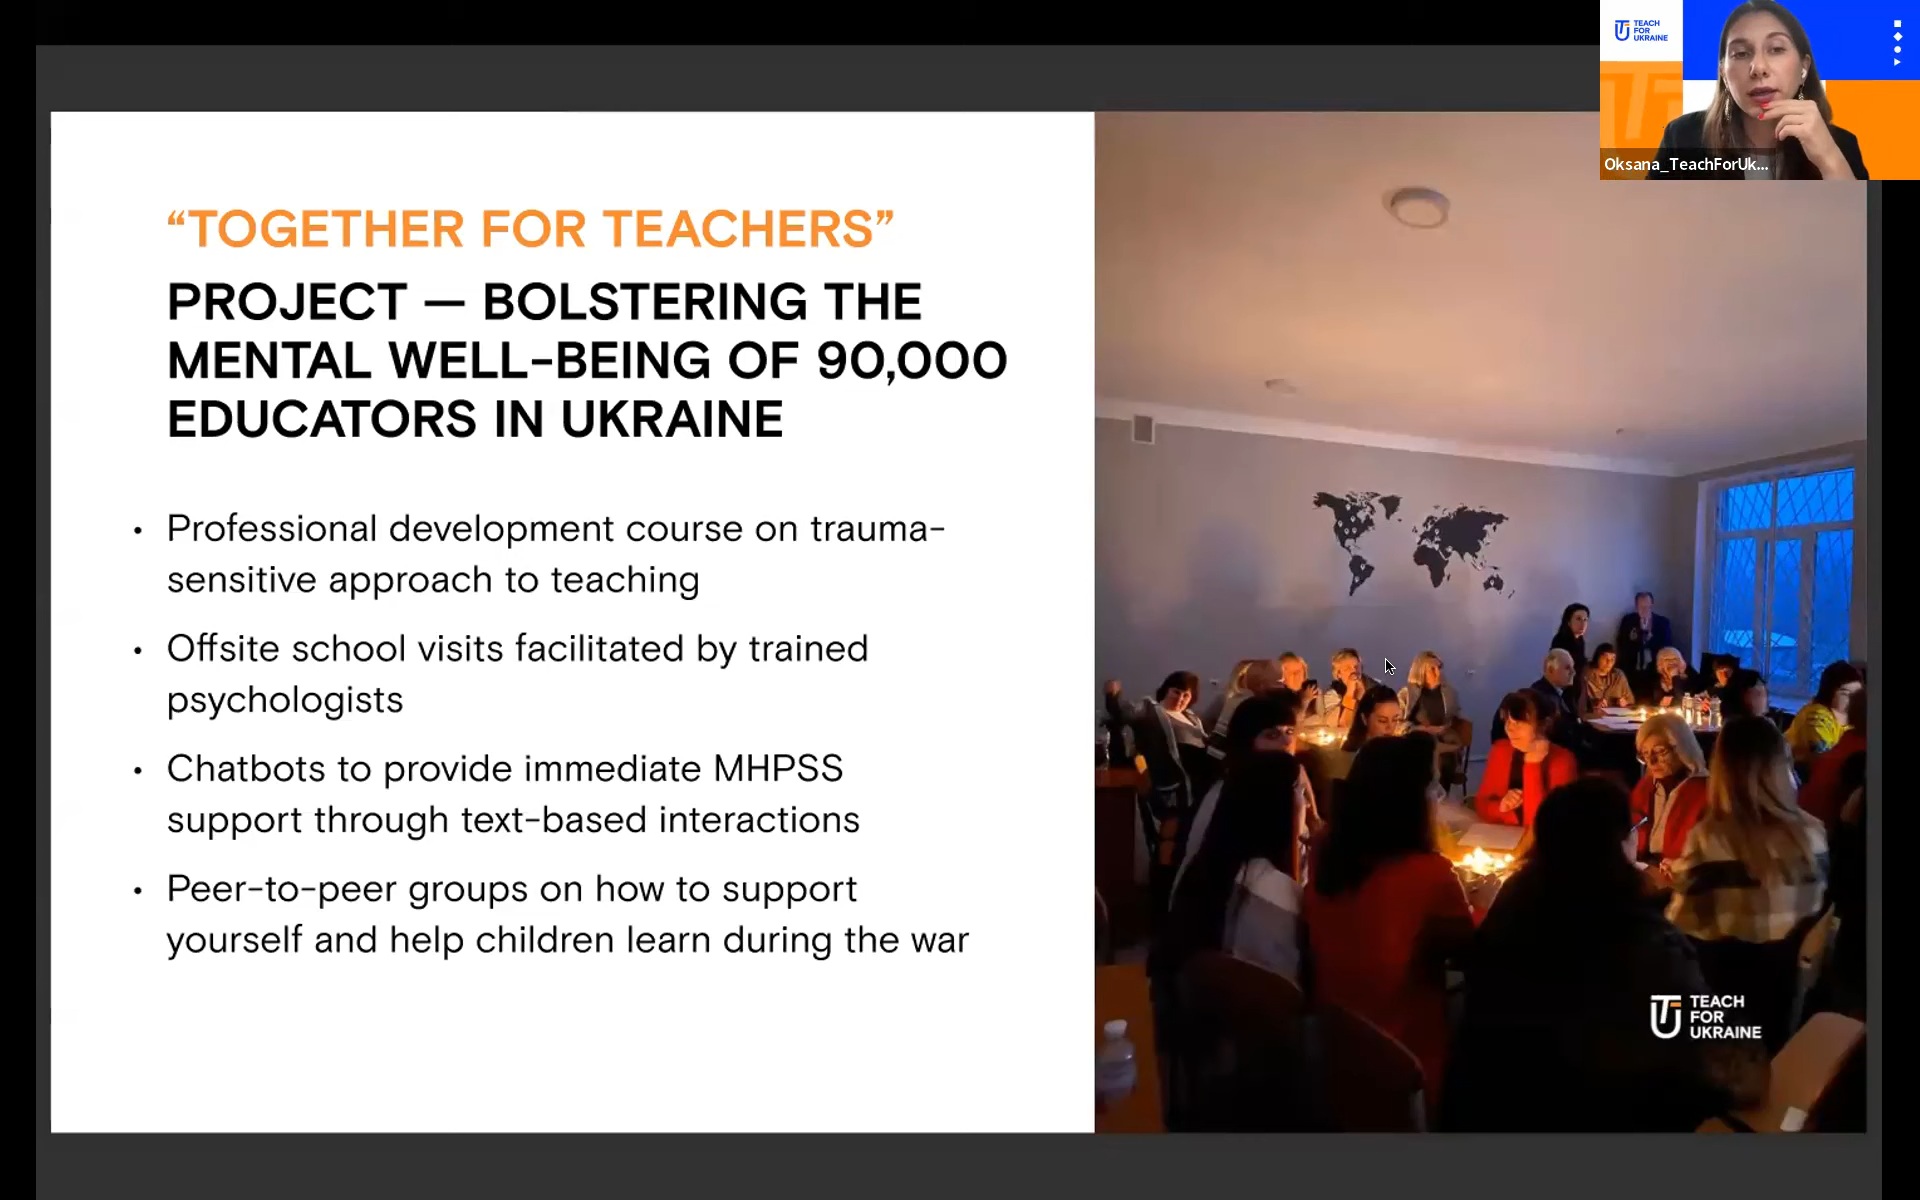 TEACH
FOR
UKRAINE
Oksana_TeachForUk...
“TOGETHER FOR TEACHERS”
PROJECT — BOLSTERING THE
MENTAL WELL-BEING OF 90,000
EDUCATORS IN UKRAINE
• Professional development course on trauma-
sensitive approach to teaching
• Offsite school visits facilitated by trained
psychologists
• Chatbots to provide immediate MHPSS
support through text-based interactions
• Peer-to-peer groups on how to support
yourself and help children learn during the war
TEACH
FOR
UKRAINE